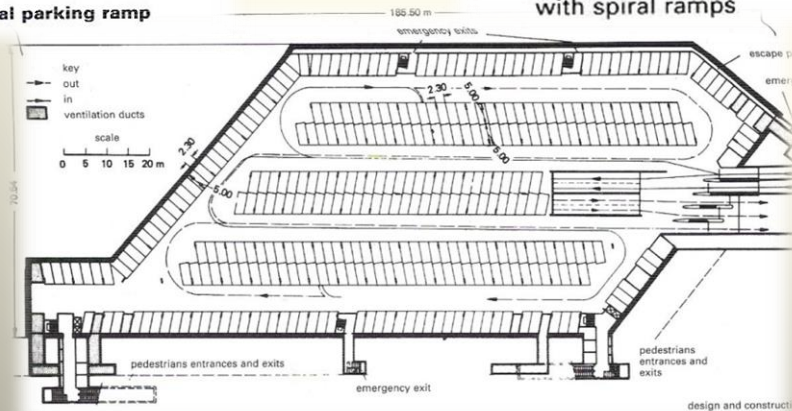 al parking ramp
with spiral ramps
185.50 m
emergency exits
escape p
emer
key
out
in
ventilation ducts
scale
0 5 10 15 20 m
2.30
5.00
2.30
5.00
5.00
pedestrians entrances and exits
emergency exit
pedestrians
entrances and
exits
design and constructi